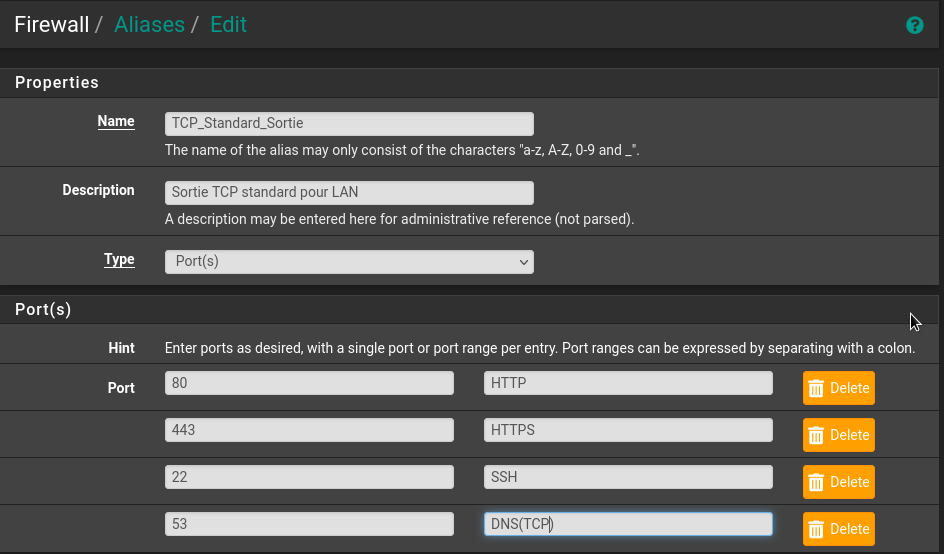 Firewall / Aliases / Edit
Properties
Name TCP_Standard_Sortie
The name of the alias may only consist of the characters "a-z, A-Z, 0-9 and _".
Description Sortie TCP standard pour LAN
A description may be entered here for administrative reference (not parsed).
Type Port(s)
Port(s)
Hint Enter ports as desired, with a single port or port range per entry. Port ranges can be expressed by separating with a colon.
Port 80 HTTP Delete
443 HTTPS Delete
22 SSH Delete
53 DNS(TCP) Delete